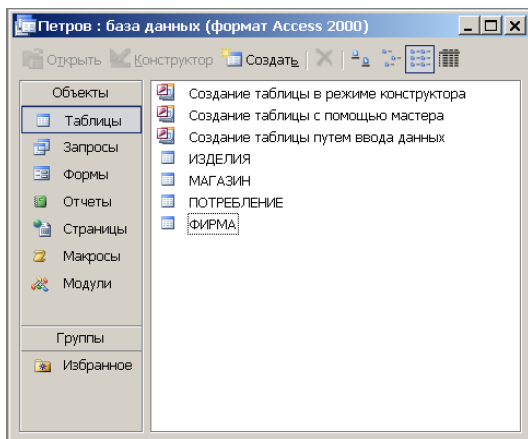 Петров : база данных (формат Access 2000)
Открыть Конструктор Создать
Объекты
Таблицы
Запросы
Формы
Отчеты
Страницы
Макросы
Модули
Группы
Избранное
Создание таблицы в режиме конструктора
Создание таблицы с помощью мастера
Создание таблицы путем ввода данных
ИЗДЕЛИЯ
МАГАЗИН
ПОТРЕБЛЕНИЕ
ФИРМА